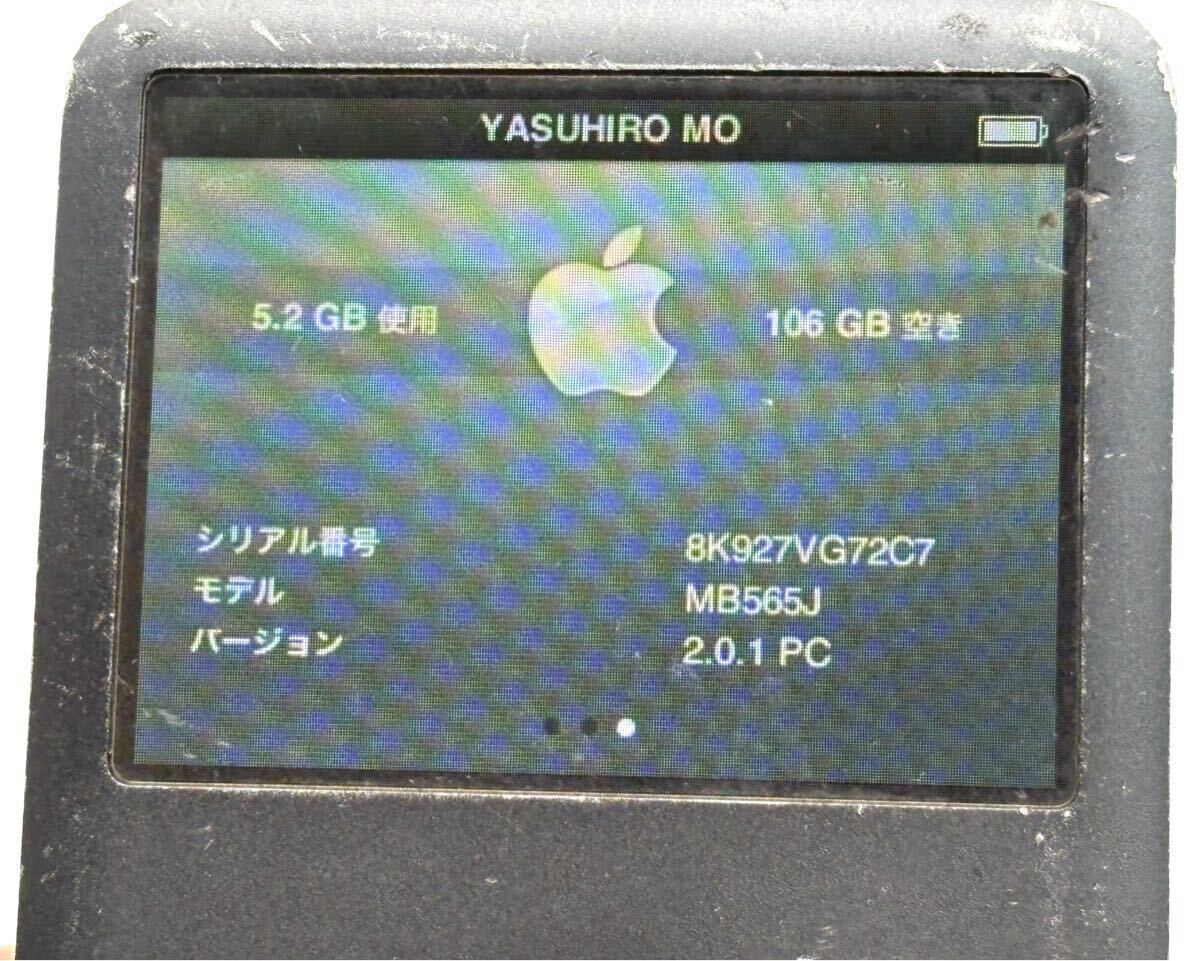 YASUHIRO MO
5.2 GB 使用
106 GB 空き
シリアル番号 8K927VG72C7
モデル MB565J
バージョン 2.0.1 PC